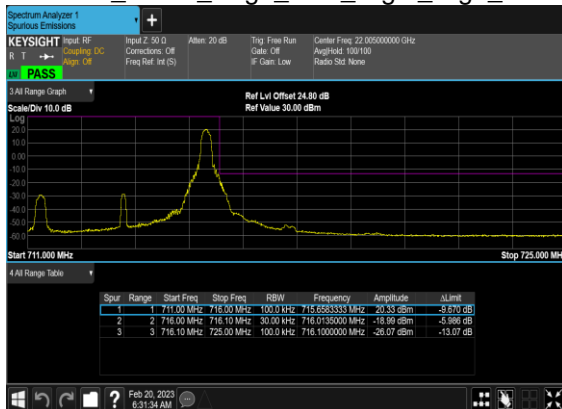 Spectrum Analyzer 1
Spurious Emissions
+
KEYSIGHT Input: RF Input Z: 50 Ω Atten: 20 dB Trig: Free Run Center Freq: 22.005000000 GHz
R T Coupling: DC Corrections: Off Gate: Off Avg|Hold: 100/100
Align: Off Freq Ref: Int (S) IF Gain: Low Radio Std: None
PASS
3 All Range Graph
Ref Lvl Offset 24.80 dB
Scale/Div 10.0 dB Ref Value 30.00 dBm
Log
20.0
10.0
0.00
-10.0
-20.0
-30.0
-40.0
-50.0
-60.0
Start 711.000 MHz Stop 725.000 MH
4 All Range Table
Spur Range Start Freq Stop Freq RBW Frequency Amplitude ΔLimit
1 1 711.00 MHz 716.00 MHz 100.0 kHz 715.6583333 MHz 20.33 dBm -9.670 dB
2 2 716.00 MHz 716.10 MHz 30.00 kHz 716.0135000 MHz -18.99 dBm -5.986 dB
3 3 716.10 MHz 725.00 MHz 100.0 kHz 716.1000000 MHz -26.07 dBm -13.07 dB
? Feb 20, 2023
6:31:34 AM